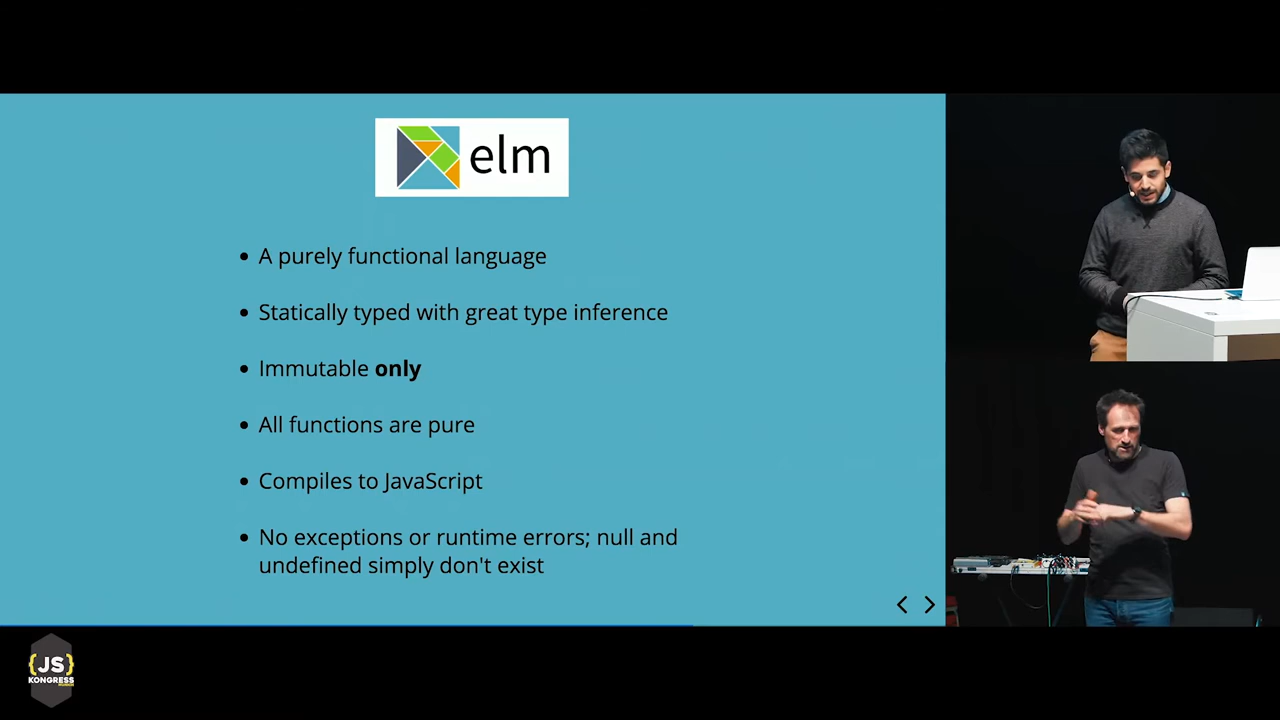 elm
A purely functional language
Statically typed with great type inference
Immutable only
All functions are pure
Compiles to JavaScript
No exceptions or runtime errors; null and
undefined simply don't exist
{JS}
KONGRESS